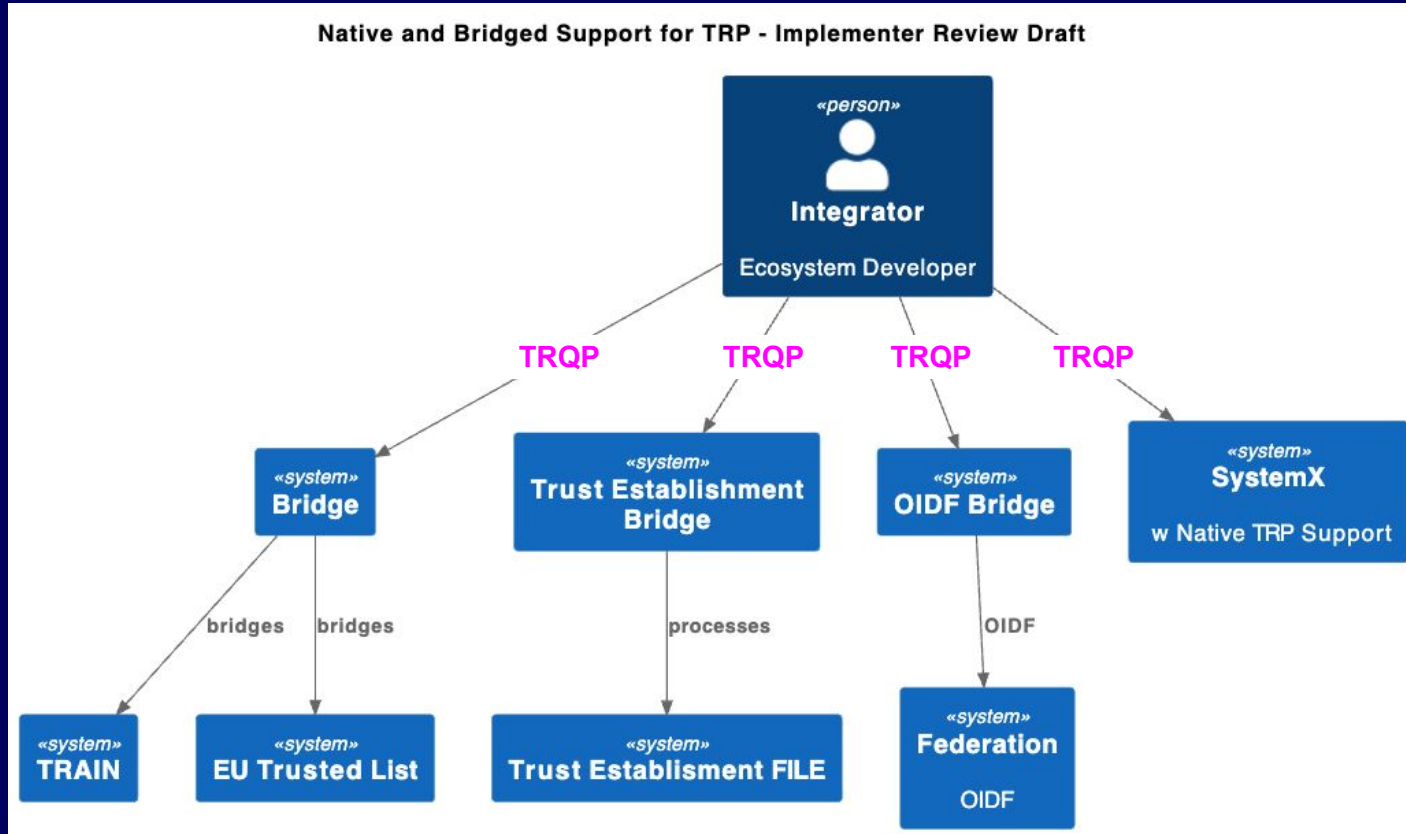 Native and Bridged Support for TRP - Implementer Review Draft
«person»
Integrator
Ecosystem Developer
TRQP
TRQP
TRQP
TRQP
«system»
Bridge
«system»
Trust Establishment
Bridge
«system»
OIDF Bridge
«system»
SystemX
w Native TRP Support
bridges
bridges
processes
OIDF
«system»
TRAIN
«system»
EU Trusted List
«system»
Trust Establisment FILE
«system»
Federation
OIDF